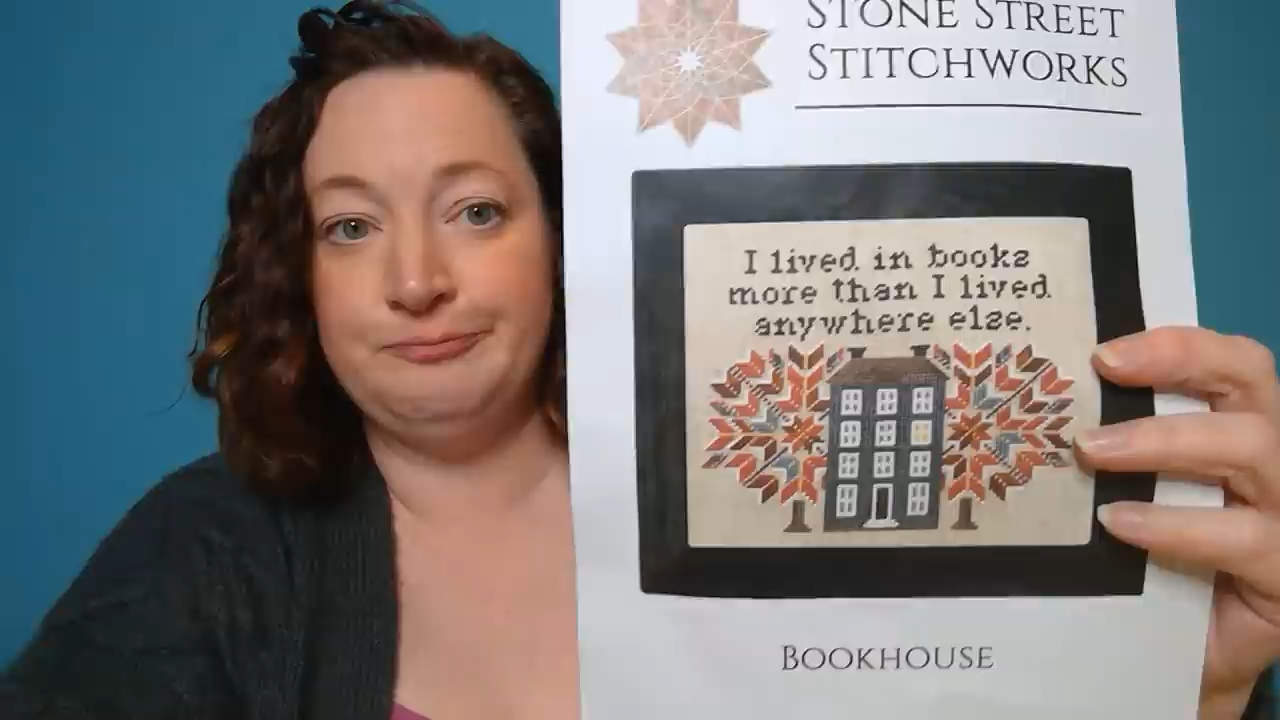 STONE STREET
STITCHWORKS
I lived in books
more than I lived
anywhere else.
BOOKHOUSE